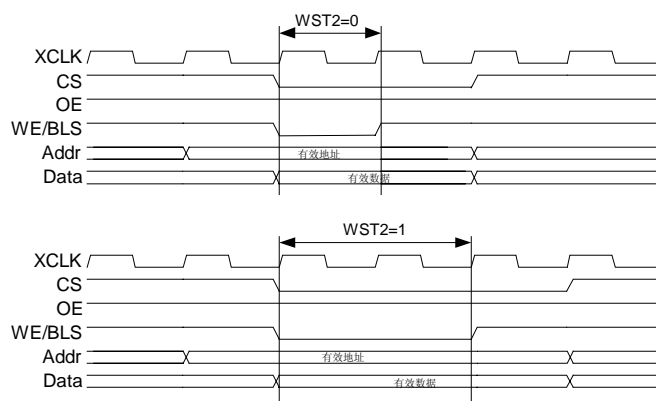 WST2=0
XCLK
CS
OE
WE/BLS
Addr 有效地址
Data 有效数据
WST2=1
XCLK
CS
OE
WE/BLS
Addr 有效地址
Data 有效数据